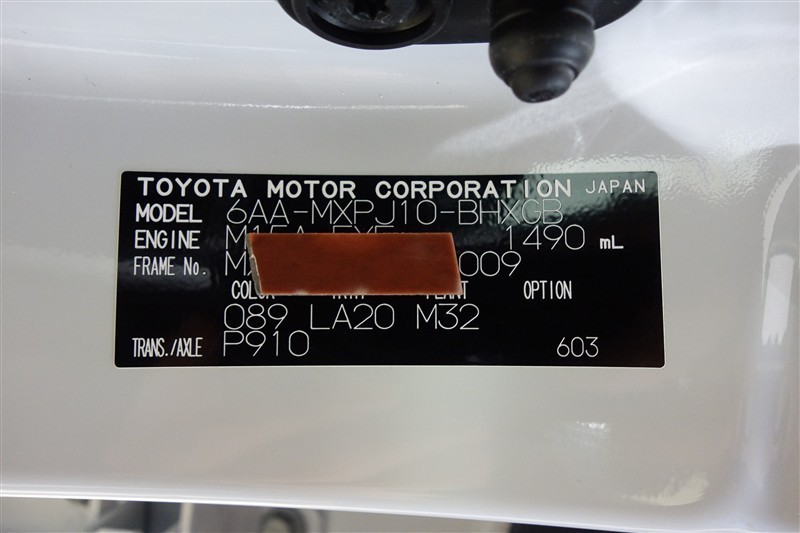 TOYOTA MOTOR CORPORATION JAPAN
MODEL 6AA-MXPJ10-BHXGB
ENGINE 1490 mL
FRAME No. 009
COLOR OPTION
089 LA20 M32
TRANS./AXLE P910 603